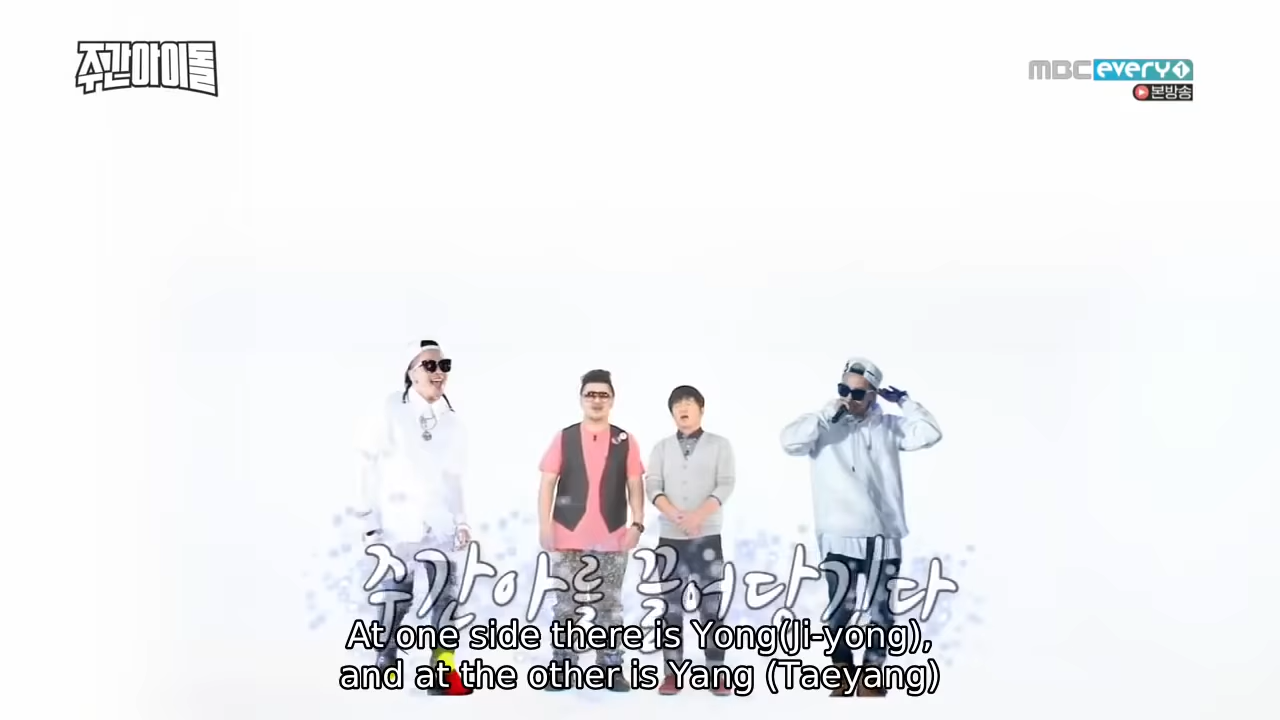 주간아이돌
MBC every1
본방송
주간아를 끌어당긴다
At one side there is Yong(Ji-yong),
and at the other is Yang (Taeyang)